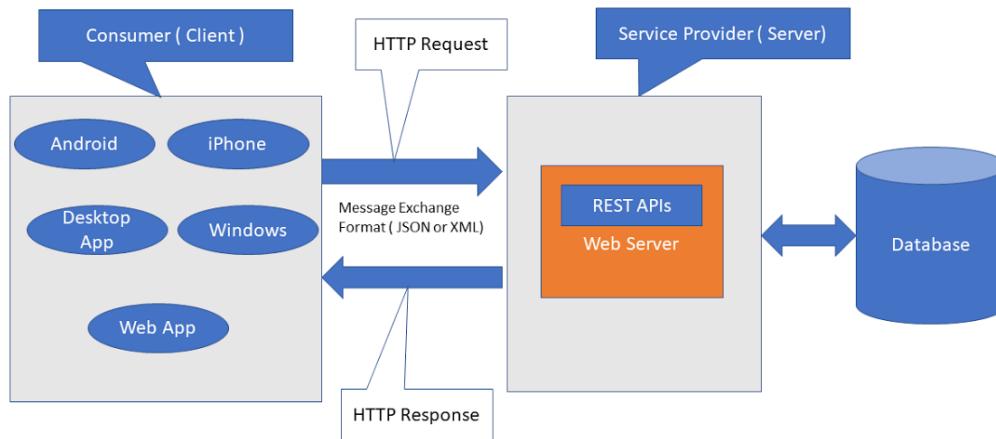 Consumer ( Client )
HTTP Request
Service Provider ( Server)
Android
iPhone
Desktop
App
Windows
Web App
Message Exchange
Format ( JSON or XML)
HTTP Response
REST APIs
Web Server
Database